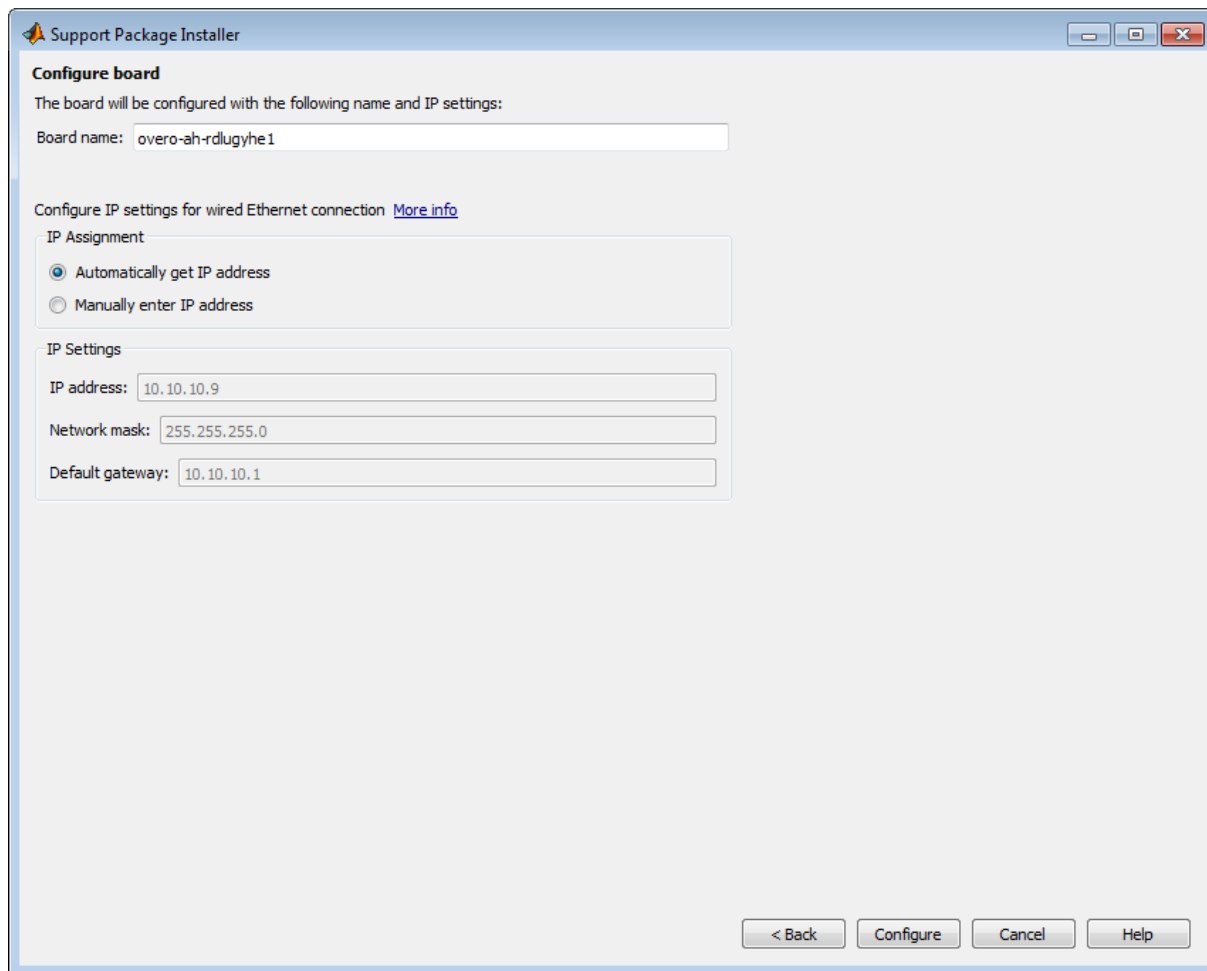 Support Package Installer
Configure board
The board will be configured with the following name and IP settings:
Board name: overo-ah-rdlugyhe1
Configure IP settings for wired Ethernet connection More info
IP Assignment
Automatically get IP address
Manually enter IP address
IP Settings
IP address: 10.10.10.9
Network mask: 255.255.255.0
Default gateway: 10.10.10.1
< Back Configure Cancel Help